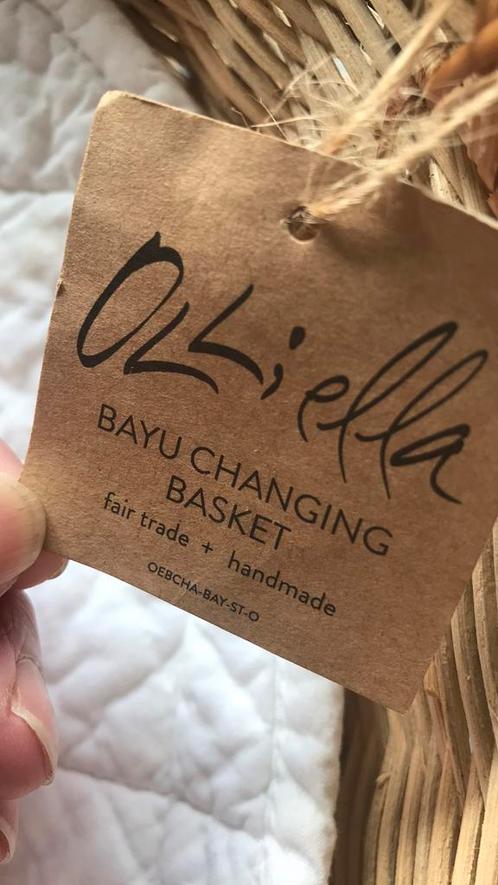 OLLiella
BAYU CHANGING
BASKET
fair trade + handmade
OEBCHA-BAY-ST-O